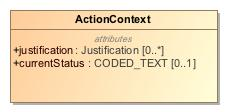 ActionContext
attributes
+justification : Justification [0..*]
+currentStatus : CODED_TEXT [0..1]